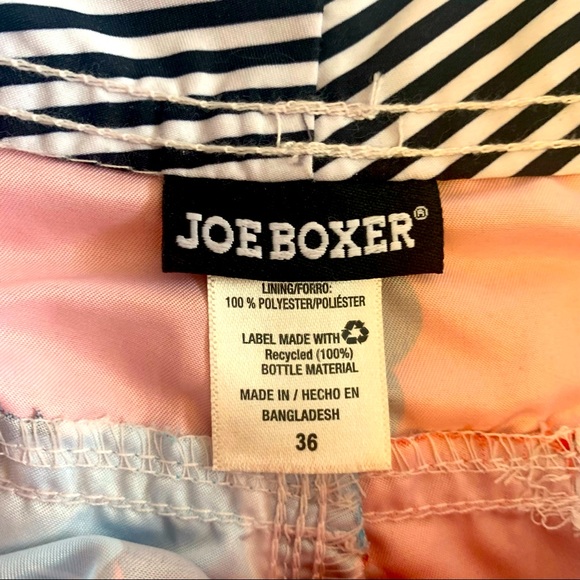 JOE BOXER®
LINING/FORRO:
100 % POLYESTER/POLIÉSTER
LABEL MADE WITH
Recycled (100%)
BOTTLE MATERIAL
MADE IN / HECHO EN
BANGLADESH
36